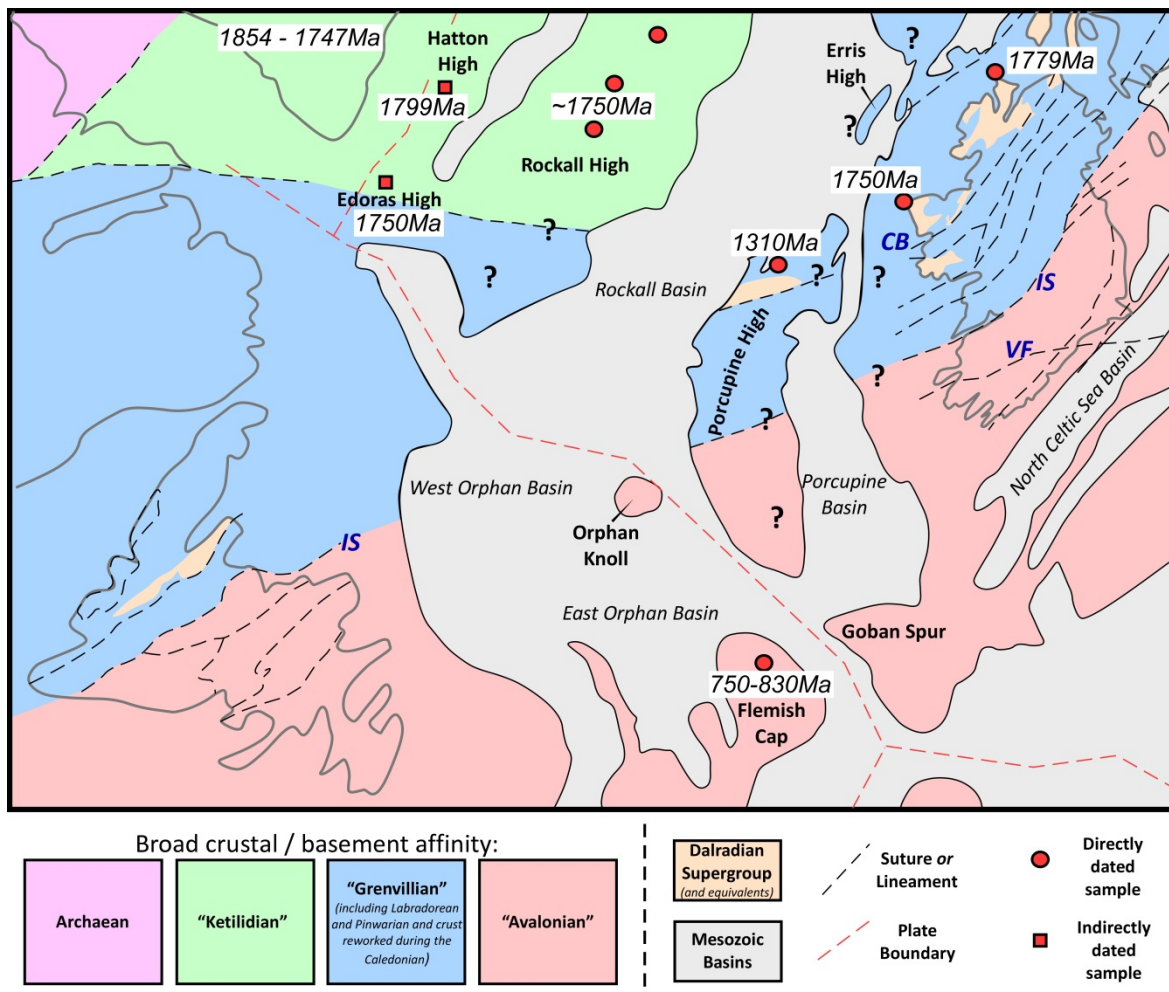 1854 - 1747Ma
Hatton
High
1799Ma
~1750Ma
Rockall High
Erris
High
?
?
1779Ma
Edoras High
1750Ma
?
?
1750Ma
CB
1310Ma
?
?
IS
VF
Rockall Basin
Porcupine High
?
?
North Celtic Sea Basin
West Orphan Basin
Porcupine
Basin
?
Orphan
Knoll
IS
East Orphan Basin
Goban Spur
750-830Ma
Flemish
Cap
Broad crustal / basement affinity:
Archaean
“Ketilidian”
“Grenvillian”
(including Labradorean
and Pinwarian and crust
reworked during the
Caledonian)
“Avalonian”
Dalradian
Supergroup
(and equivalents)
Mesozoic
Basins
Suture or
Lineament
Plate
Boundary
Directly
dated
sample
Indirectly
dated
sample